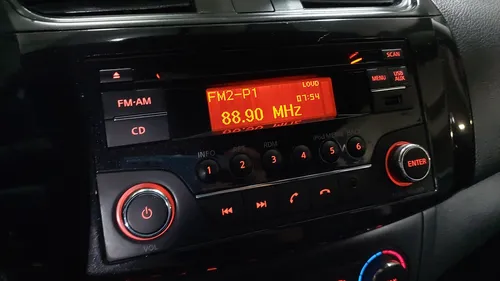 SCAN
LOUD
FM2-P1
07:54
MENU
USB
AUX
FM·AM
88.90 MHz
CD
INFO
RDM
1
2
3
4
5
6
ENTER
VOL